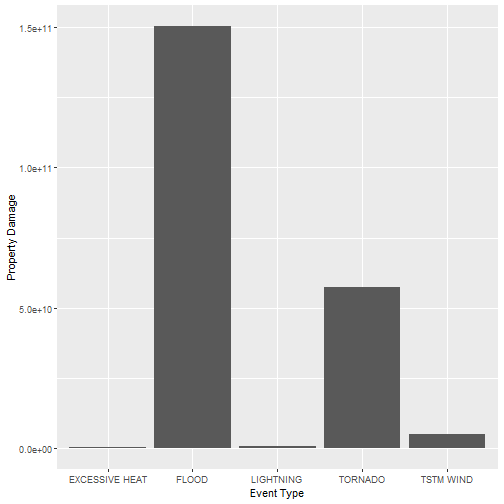 1.5e+11
1.0e+11
5.0e+10
0.0e+00
Property Damage
EXCESSIVE HEAT FLOOD LIGHTNING TORNADO TSTM WIND
Event Type